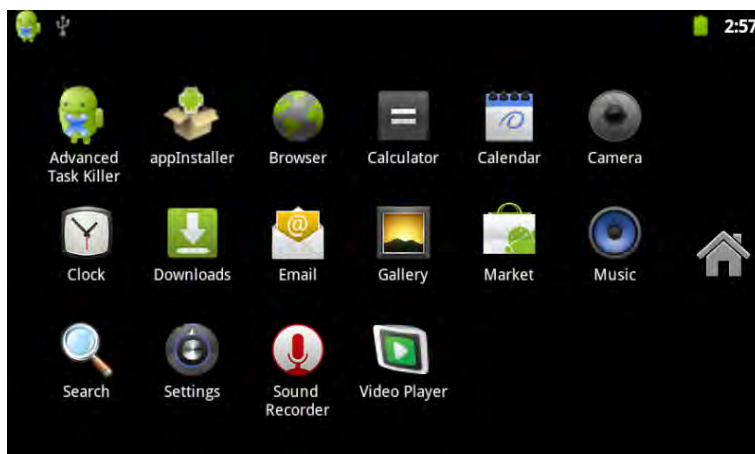 2:57
Advanced
Task Killer
appInstaller
Browser
Calculator
Calendar
Camera
Clock
Downloads
Email
Gallery
Market
Music
Search
Settings
Sound
Recorder
Video Player